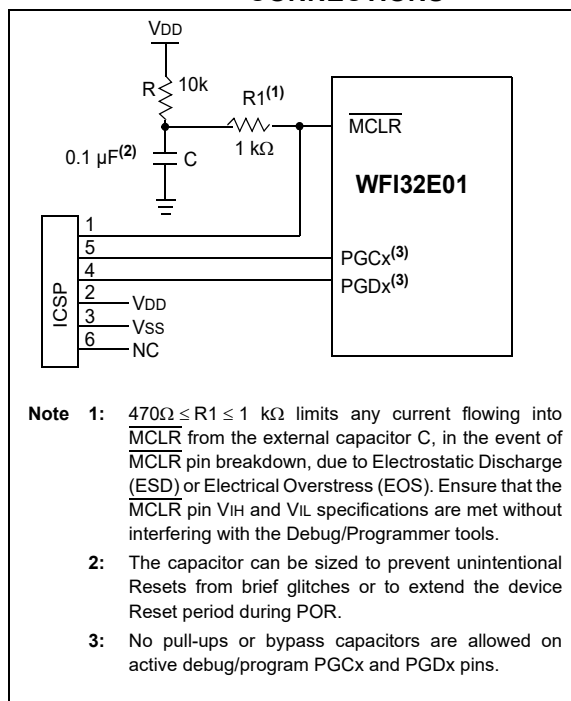 VDD
R 10k
R1(1)
1 kΩ
0.1 µF(2) C
MCLR
WFI32E01
PGCx(3)
PGDx(3)
ICSP
1
5
4
2 VDD
3 VSS
6 NC
Note 1: 470Ω ≤ R1 ≤ 1 kΩ limits any current flowing into
MCLR from the external capacitor C, in the event of
MCLR pin breakdown, due to Electrostatic Discharge
(ESD) or Electrical Overstress (EOS). Ensure that the
MCLR pin VIH and VIL specifications are met without
interfering with the Debug/Programmer tools.
2: The capacitor can be sized to prevent unintentional
Resets from brief glitches or to extend the device
Reset period during POR.
3: No pull-ups or bypass capacitors are allowed on
active debug/program PGCx and PGDx pins.